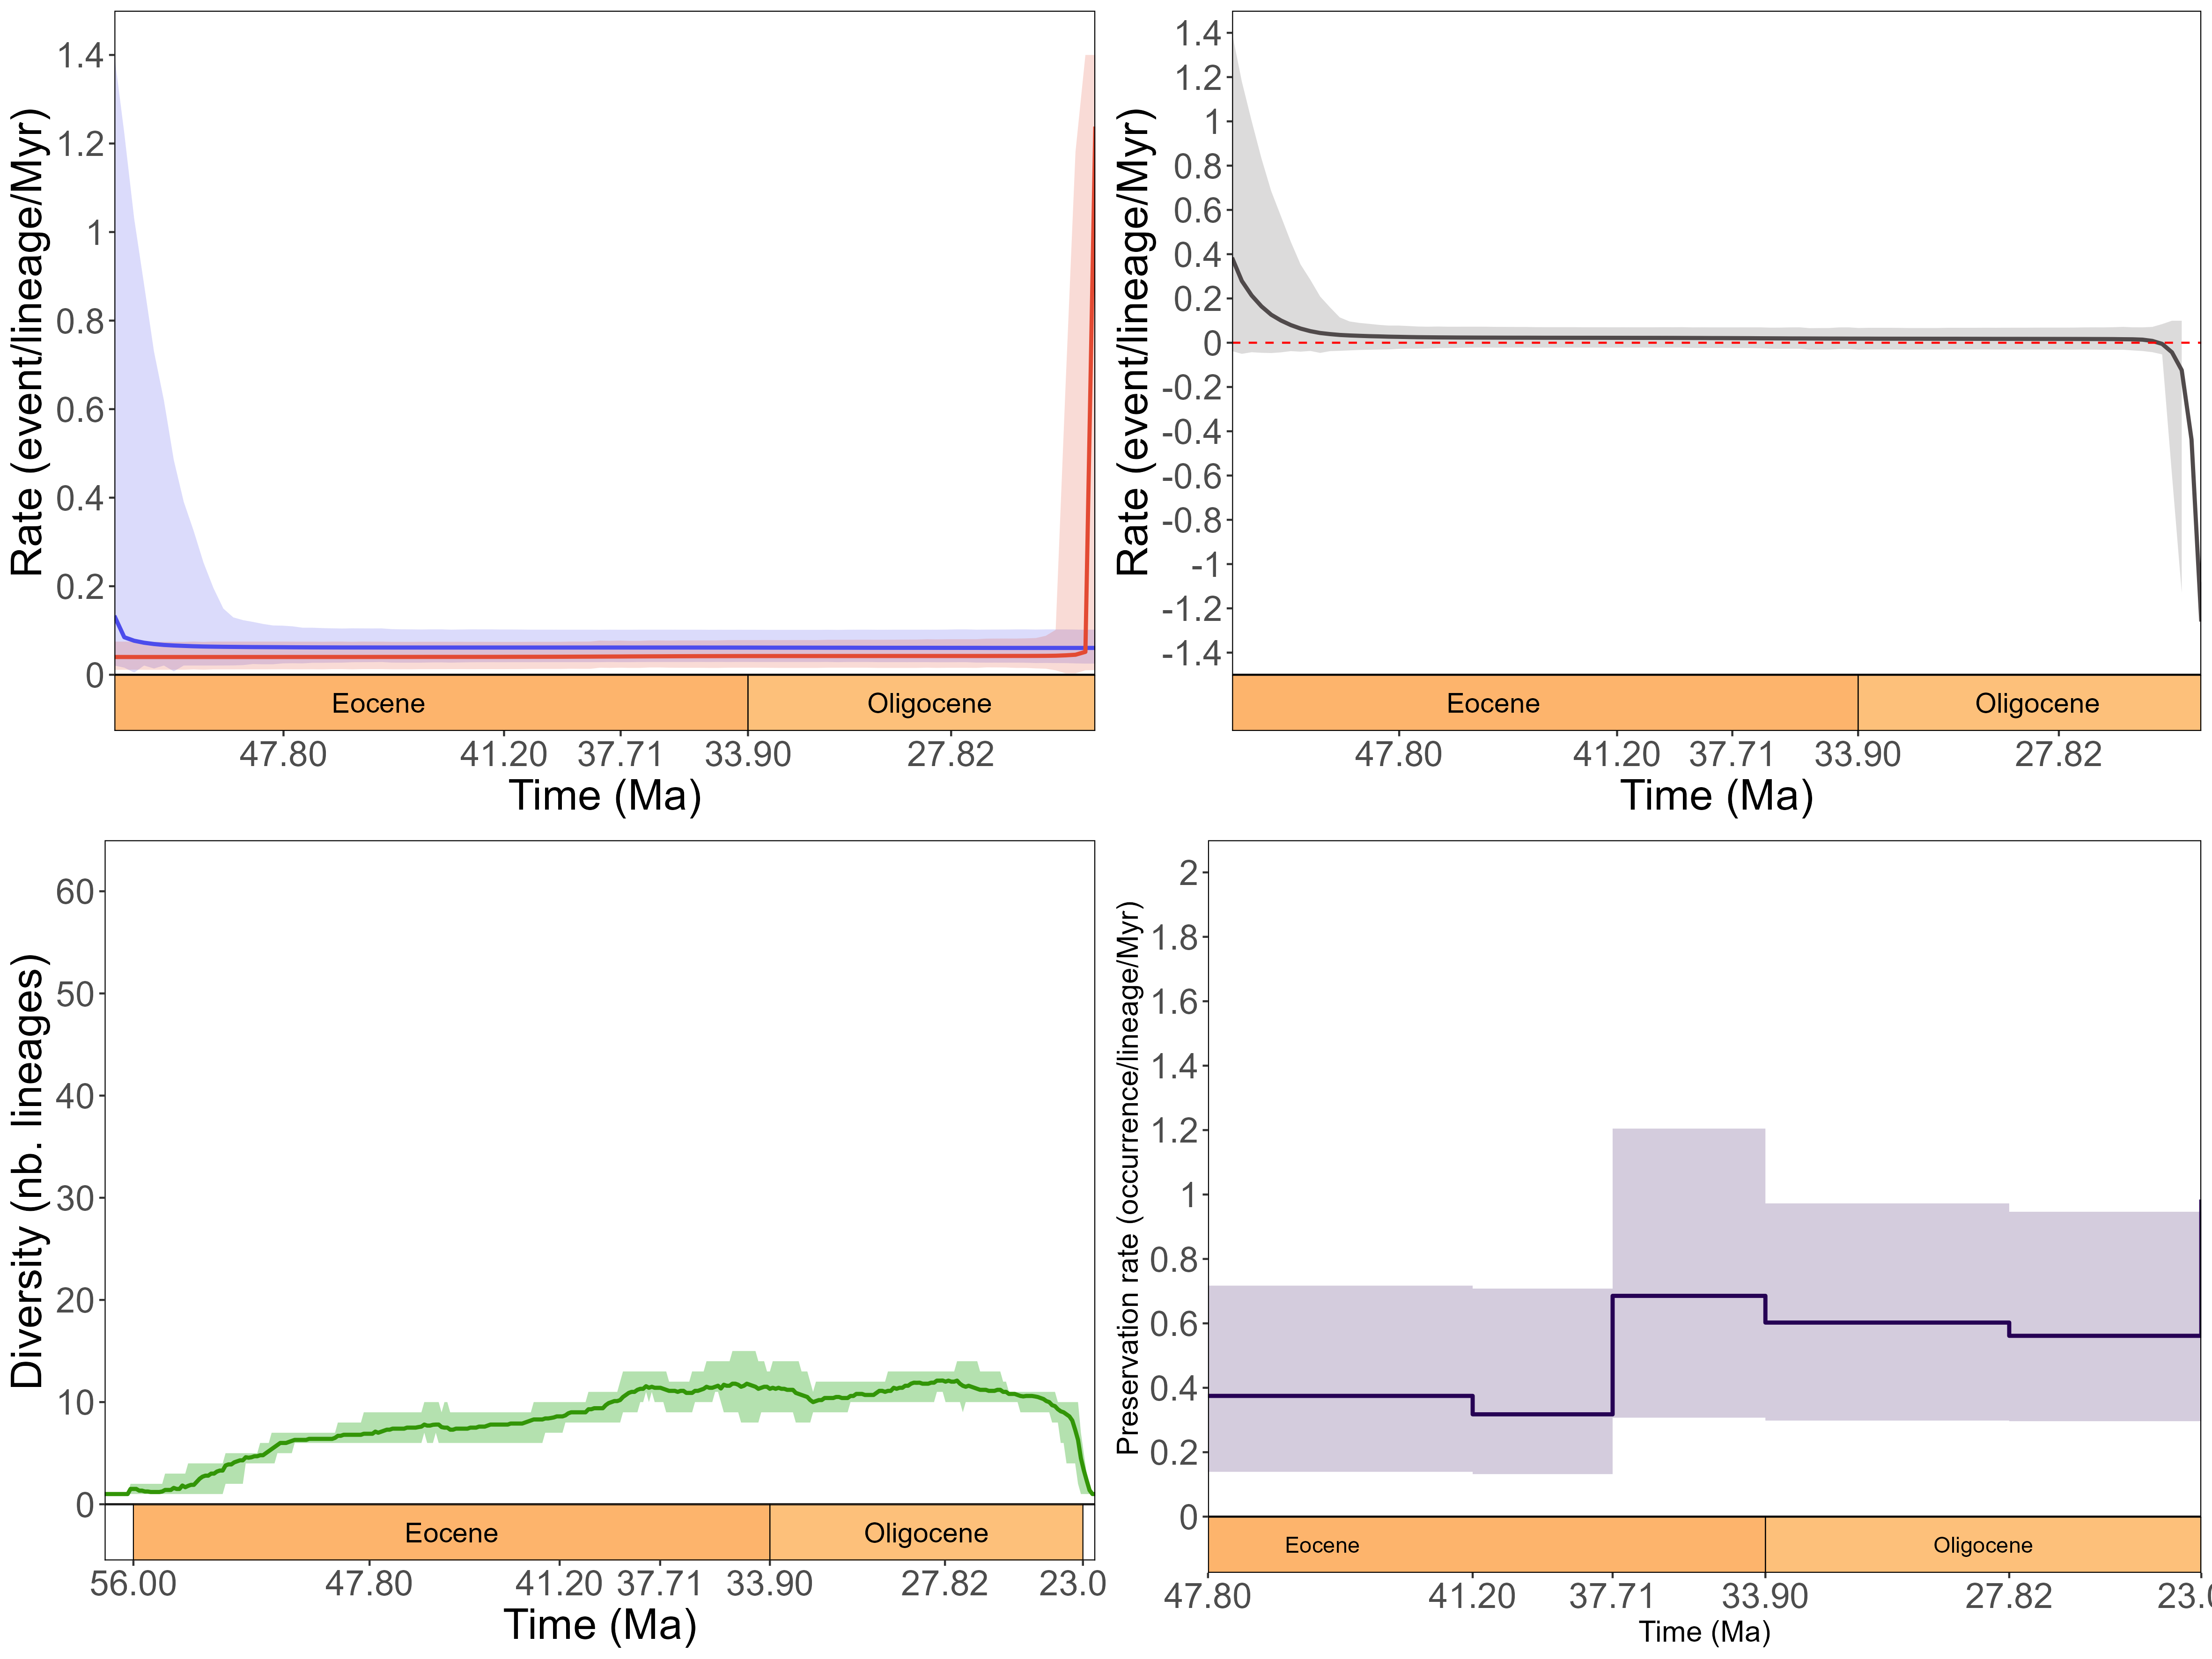 Rate (event/lineage/Myr)
1.4
1.2
1
0.8
0.6
0.4
0.2
0
Eocene Oligocene
47.80 41.20 37.71 33.90 27.82
Time (Ma)
Rate (event/lineage/Myr)
1.4
1.2
1
0.8
0.6
0.4
0.2
0
-0.2
-0.4
-0.6
-0.8
-1
-1.2
-1.4
Eocene Oligocene
47.80 41.20 37.71 33.90 27.82
Time (Ma)
Diversity (nb. lineages)
60
50
40
30
20
10
0
Eocene Oligocene
56.00 47.80 41.20 37.71 33.90 27.82 23.0
Time (Ma)
Preservation rate (occurrence/lineage/Myr)
2
1.8
1.6
1.4
1.2
1
0.8
0.6
0.4
0.2
0
Eocene Oligocene
47.80 41.20 37.71 33.90 27.82 23.0
Time (Ma)